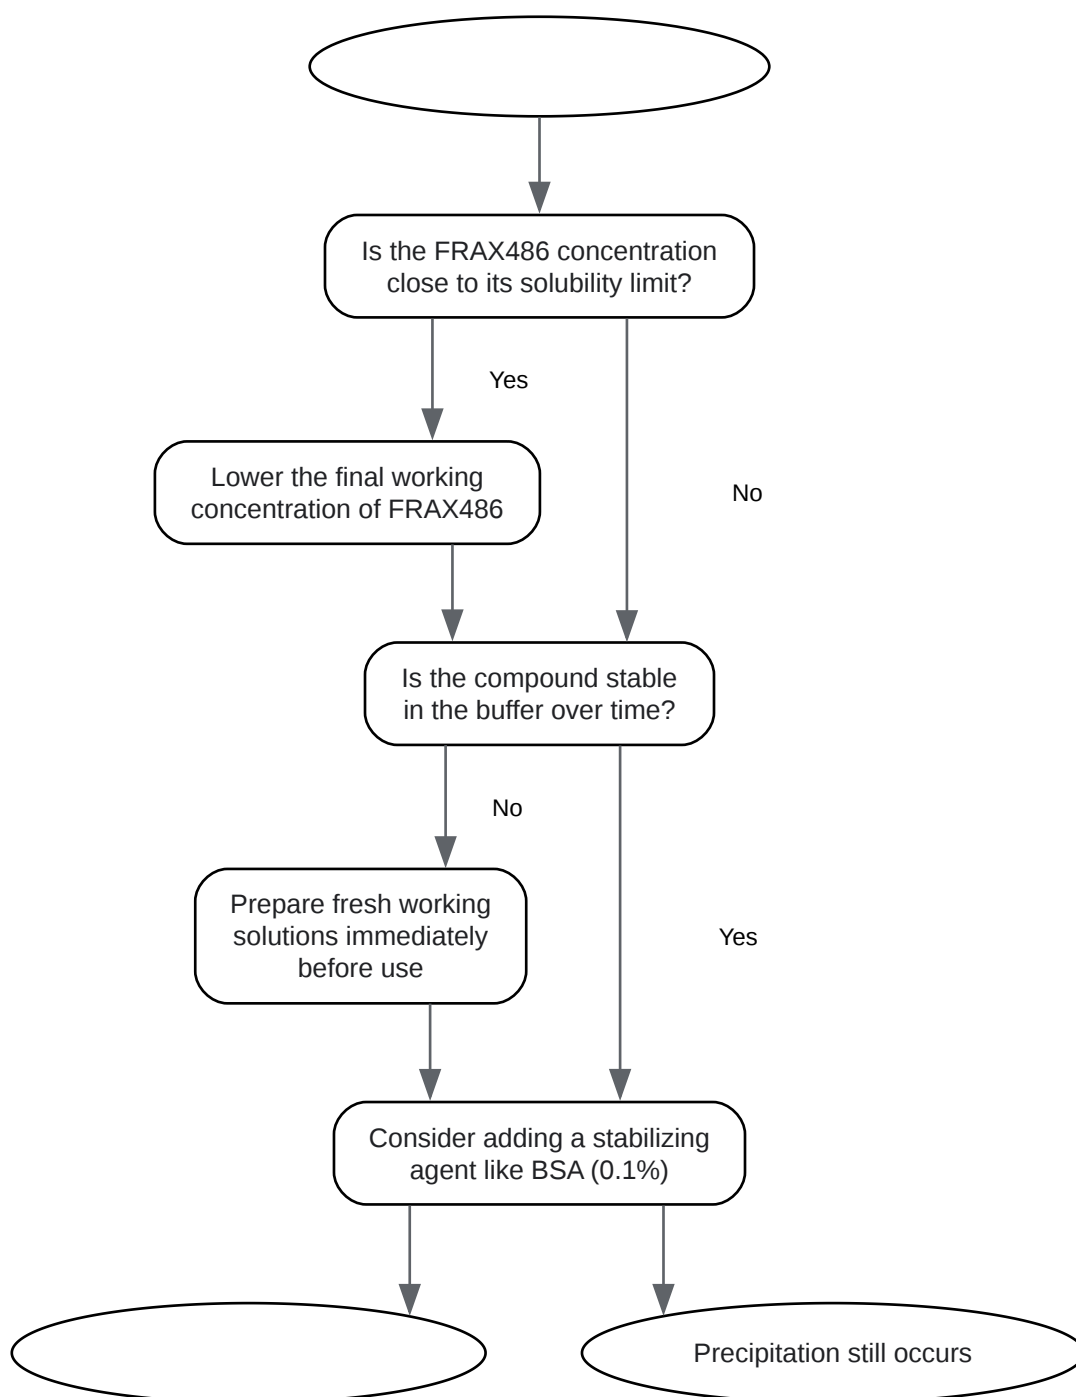 Is the FRAX486 concentration
close to its solubility limit?
Yes
Lower the final working
concentration of FRAX486
No
Is the compound stable
in the buffer over time?
No
Prepare fresh working
solutions immediately
before use
Yes
Consider adding a stabilizing
agent like BSA (0.1%)
Precipitation still occurs